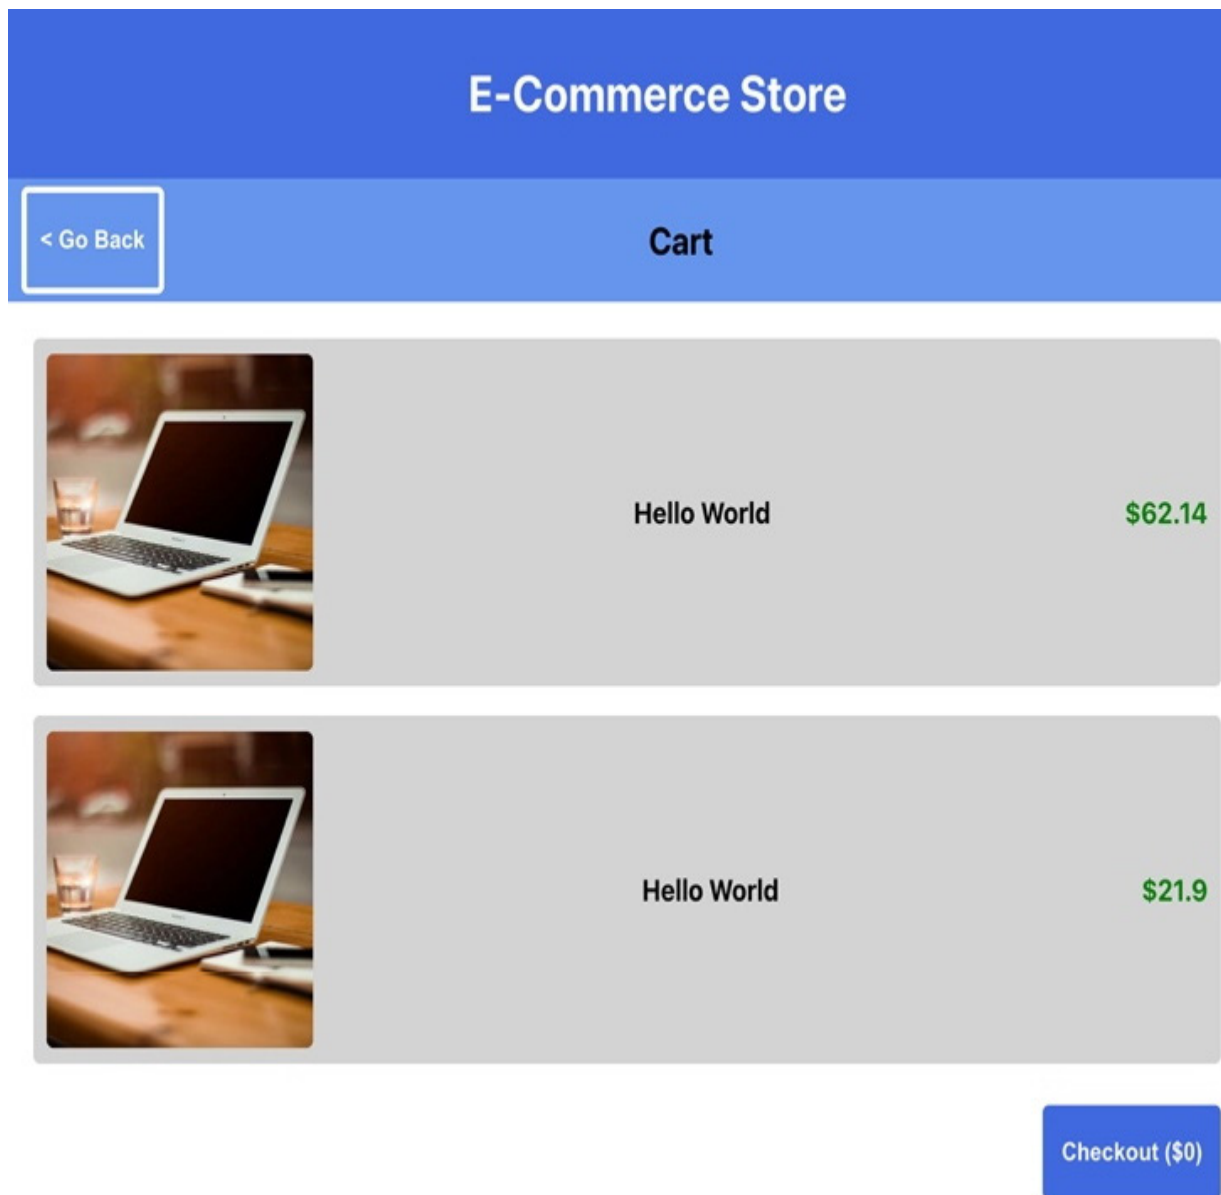 E-Commerce Store
< Go Back
Cart
Hello World
$62.14
Hello World
$21.9
Checkout ($0)